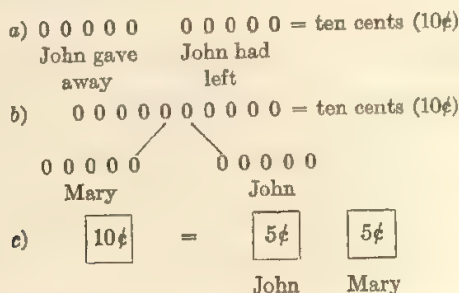 a) 0 0 0 0 0 0 0 0 0 0 = ten cents (10¢)
John gave John had
away left
b) 0 0 0 0 0 0 0 0 0 0 = ten cents (10¢)
0 0 0 0 0 0 0 0 0 0
Mary John
c) 10¢ = 5¢ 5¢
John Mary